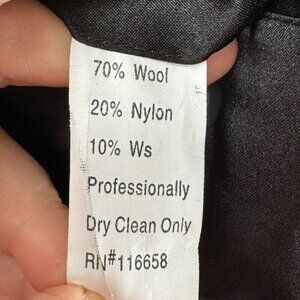 70% Wool
20% Nylon
10% Ws
Professionally
Dry Clean Only
RN#116658